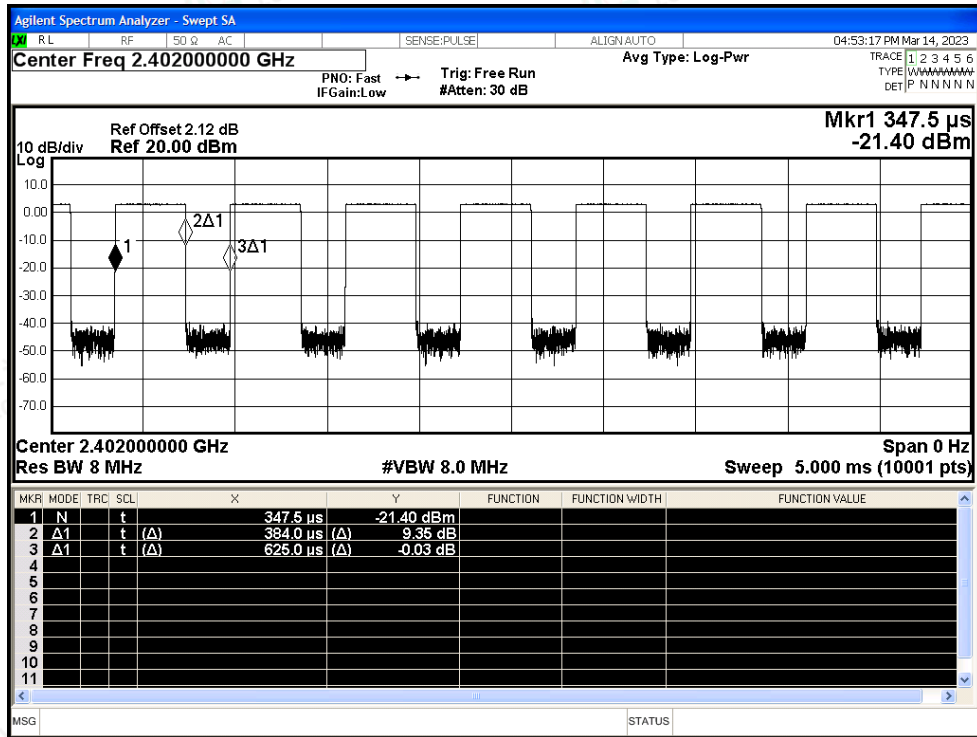 Agilent Spectrum Analyzer - Swept SA
LXI RL RF 50 Ω AC SENSE:PULSE ALIGN AUTO 04:53:17 PM Mar 14, 2023
Center Freq 2.402000000 GHz
PNO: Fast
IFGain:Low
Trig: Free Run
#Atten: 30 dB
Avg Type: Log-Pwr
TRACE 1 2 3 4 5 6
TYPE W
DET P N N N N N
Mkr1 347.5 µs
-21.40 dBm
Ref Offset 2.12 dB
10 dB/div Ref 20.00 dBm
Log
10.0
0.00
-10.0
-20.0
-30.0
-40.0
-50.0
-60.0
-70.0
1
2Δ1
3Δ1
Center 2.402000000 GHz Span 0 Hz
Res BW 8 MHz #VBW 8.0 MHz Sweep 5.000 ms (10001 pts)
MKR MODE TRC SCL X Y FUNCTION FUNCTION WIDTH FUNCTION VALUE
1 N t 347.5 µs -21.40 dBm
2 Δ1 t (Δ) 384.0 µs (Δ) 9.35 dB
3 Δ1 t (Δ) 625.0 µs (Δ) -0.03 dB
4
5
6
7
8
9
10
11
MSG STATUS